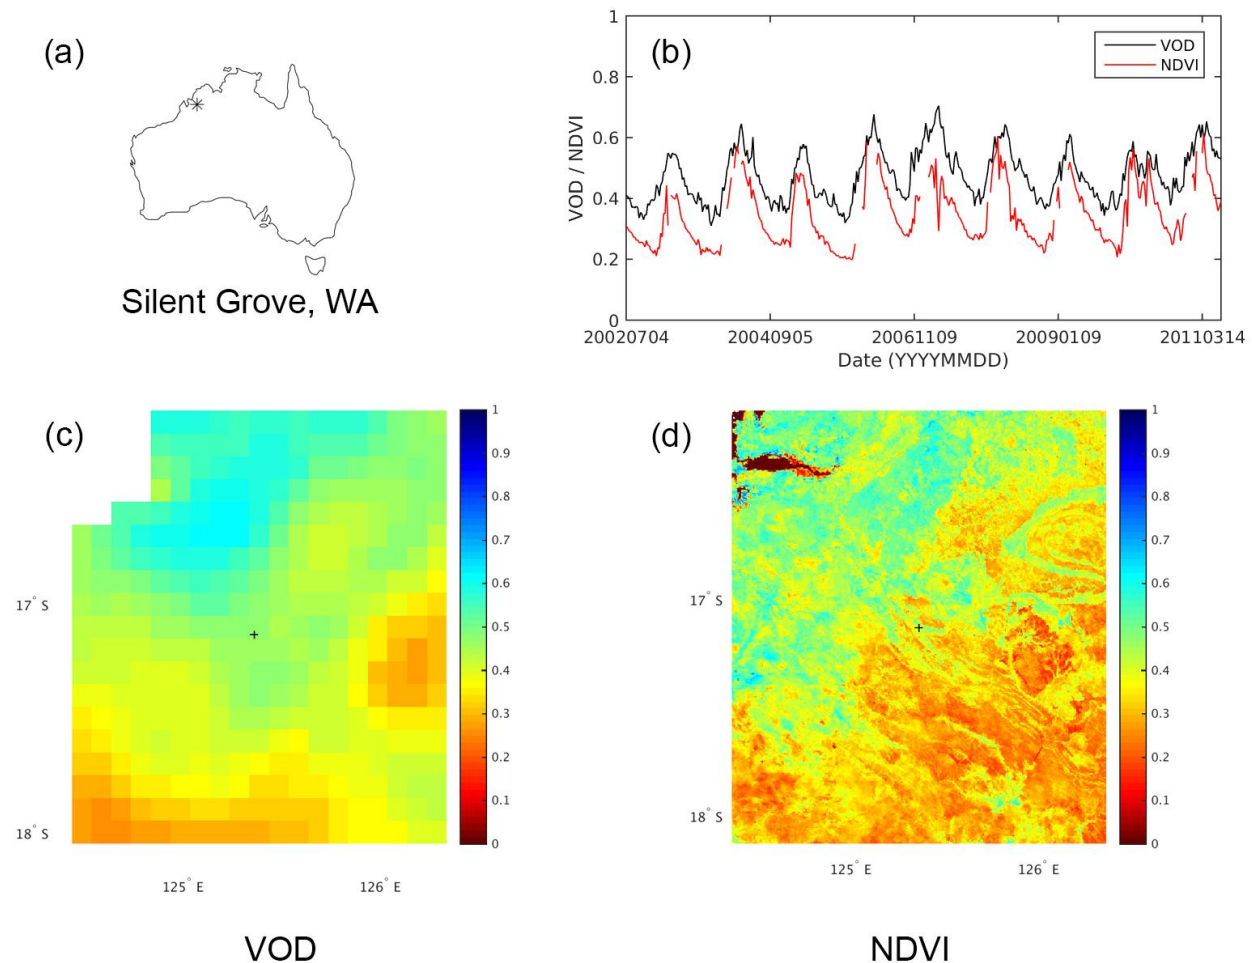 (a)
Silent Grove, WA
(b)
VOD
NDVI
VOD / NDVI
1
0.8
0.6
0.4
0.2
0
20020704 20040905 20061109 20090109 20110314
Date (YYYYMMDD)
(c)
17° S
18° S
125° E 126° E
1
0.9
0.8
0.7
0.6
0.5
0.4
0.3
0.2
0.1
0
VOD
(d)
17° S
18° S
125° E 126° E
1
0.9
0.8
0.7
0.6
0.5
0.4
0.3
0.2
0.1
0
NDVI